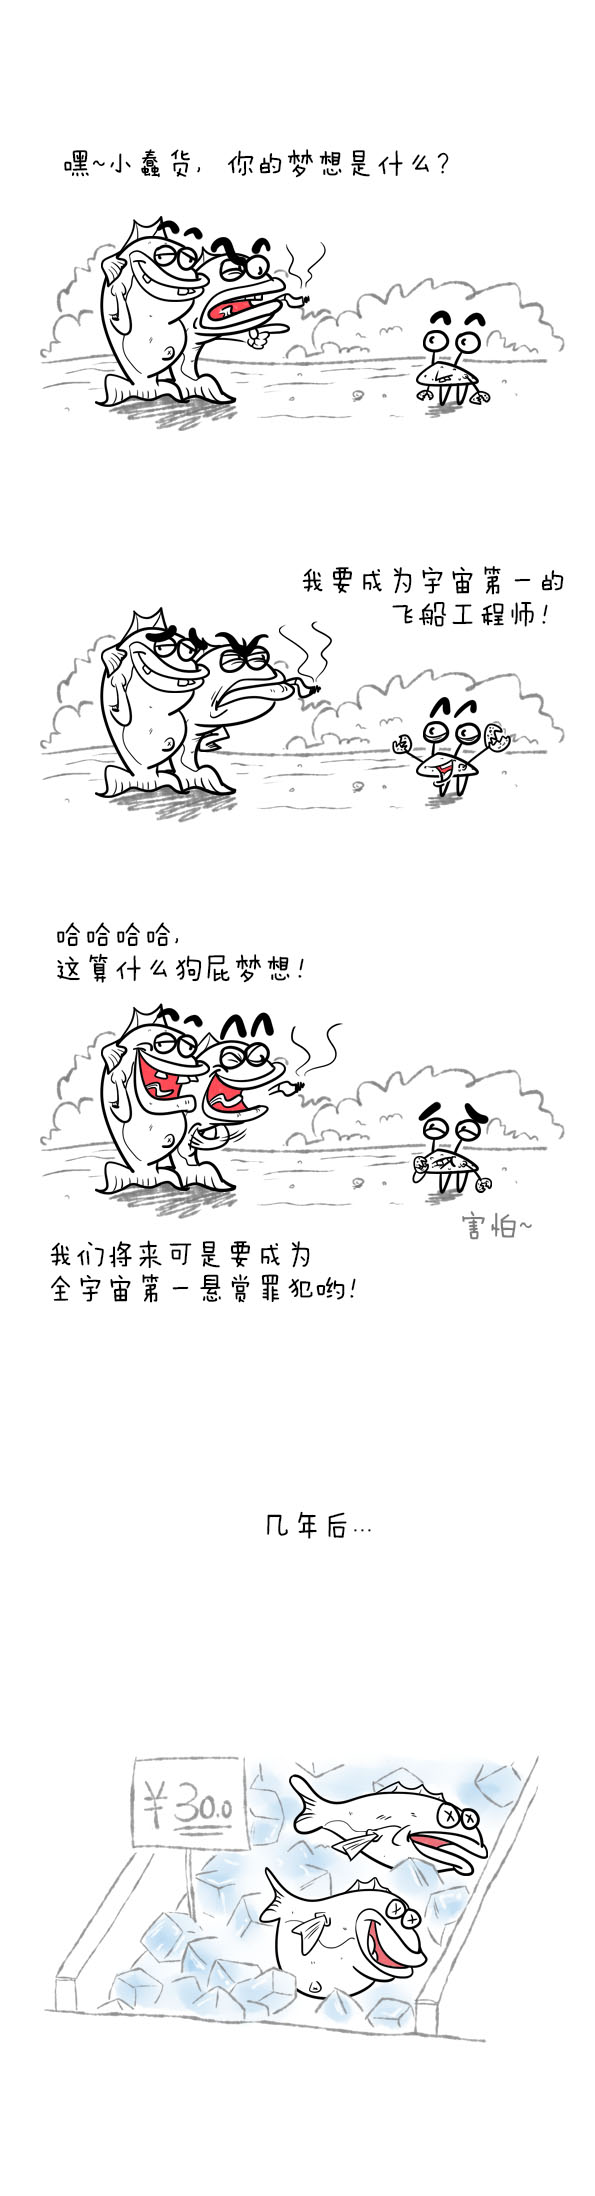 嘿~小蠢货，你的梦想是什么？
我要成为宇宙第一的
飞船工程师！
哈哈哈哈，
这算什么狗屁梦想！
害怕~
我们将来可是要成为
全宇宙第一悬赏罪犯哟！
几年后…
¥30.0